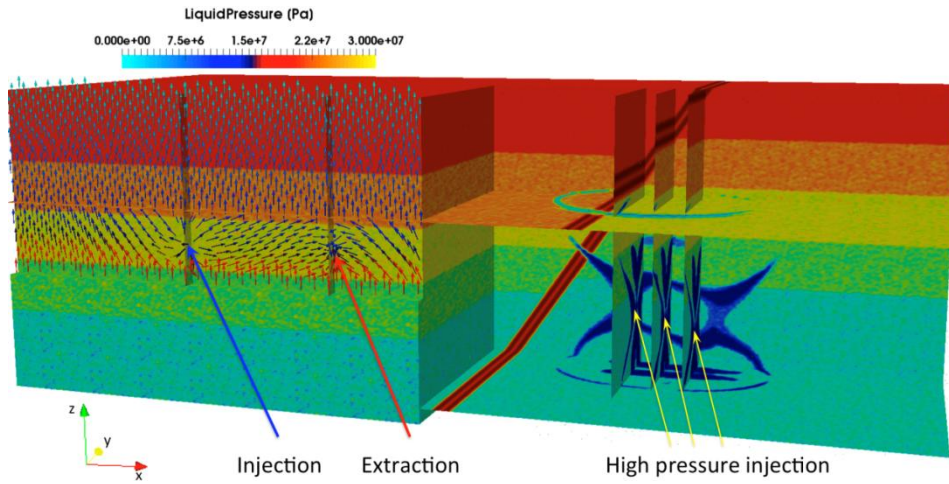 LiquidPressure (Pa)
0.000e+00 7.5e+6 1.5e+7 2.2e+7 3.000e+07
z
y
x
Injection Extraction High pressure injection